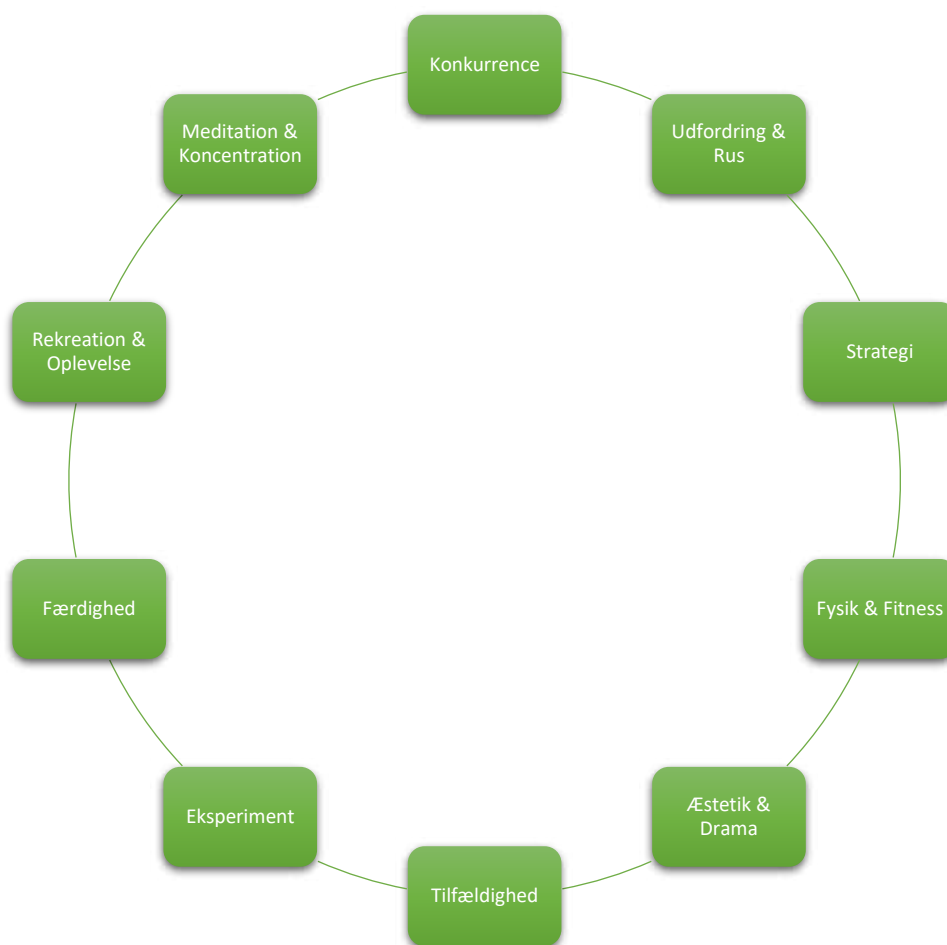 Konkurrence
Udfordring &
Rus
Strategi
Fysik & Fitness
Æstetik &
Drama
Tilfældighed
Eksperiment
Færdighed
Rekreation &
Oplevelse
Meditation &
Koncentration